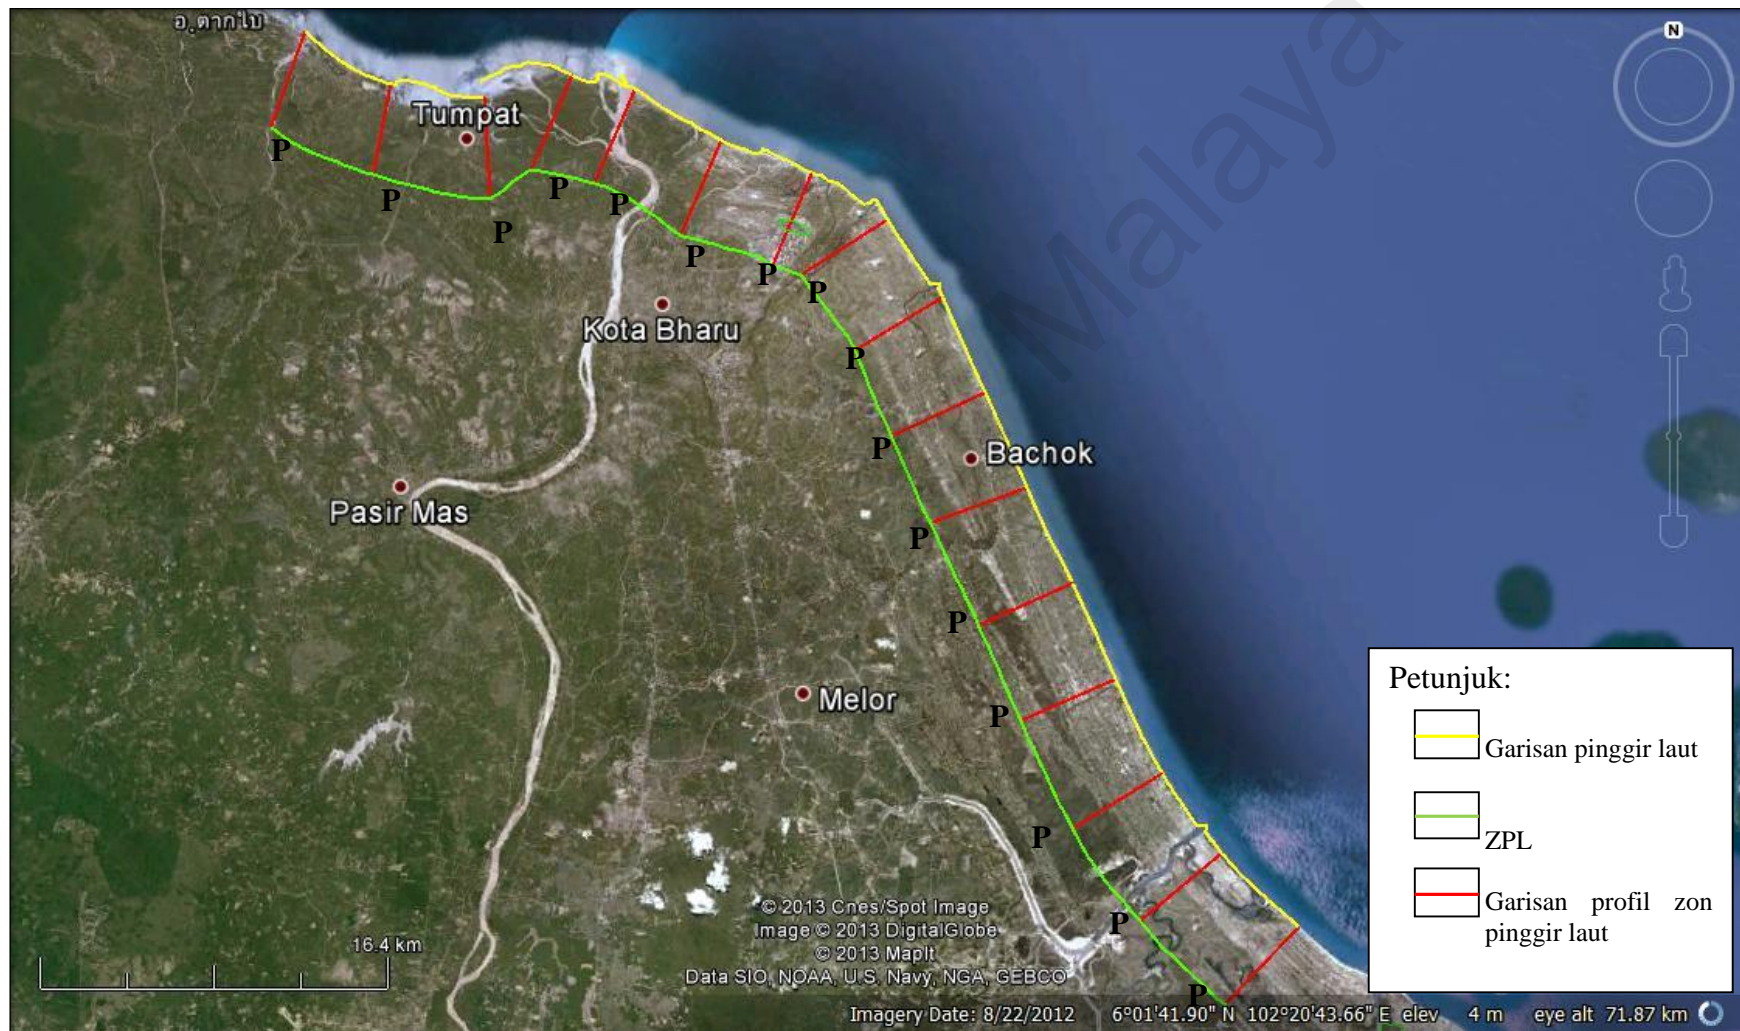 อ.ตากใบ
Malaya
N
Tumpat
P
P
P
P
P
P
P
P
Kota Bharu
P
P
Bachok
Pasir Mas
P
P
Melor
P
P
P
P
Petunjuk:
Garisan pinggir laut
ZPL
Garisan profil zon
pinggir laut
16.4 km
© 2013 Cnes/Spot Image
Image © 2013 DigitalGlobe
© 2013 MapIt
Data SIO, NOAA, U.S. Navy, NGA, GEBCO
Imagery Date: 8/22/2012 6°01'41.90" N 102°20'43.66" E elev 4 m eye alt 71.87 km